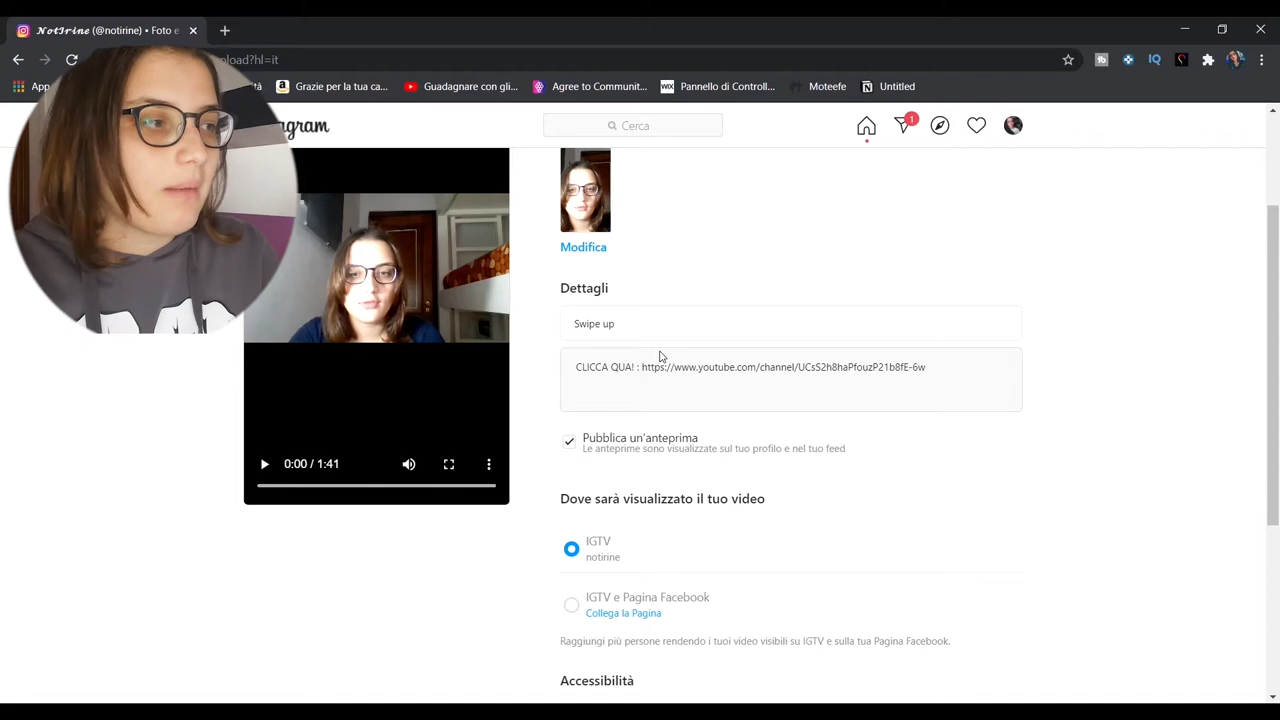 𝓝𝓸𝓽𝓘𝓻𝓲𝓷𝓮 (@notirine) • Foto e
pload?hl=it
App
Grazie per la tua ca...
Guadagnare con gli...
Agree to Communit...
Pannello di Controll...
Moteefe
Untitled
Cerca
1
Modifica
Dettagli
Swipe up
CLICCA QUA! : https://www.youtube.com/channel/UCsS2h8haPfouzP21b8fE-6w
0:00 / 1:41
Pubblica un'anteprima
Le anteprime sono visualizzate sul tuo profilo e nel tuo feed
Dove sarà visualizzato il tuo video
IGTV
notirine
IGTV e Pagina Facebook
Collega la Pagina
Raggiungi più persone rendendo i tuoi video visibili su IGTV e sulla tua Pagina Facebook.
Accessibilità